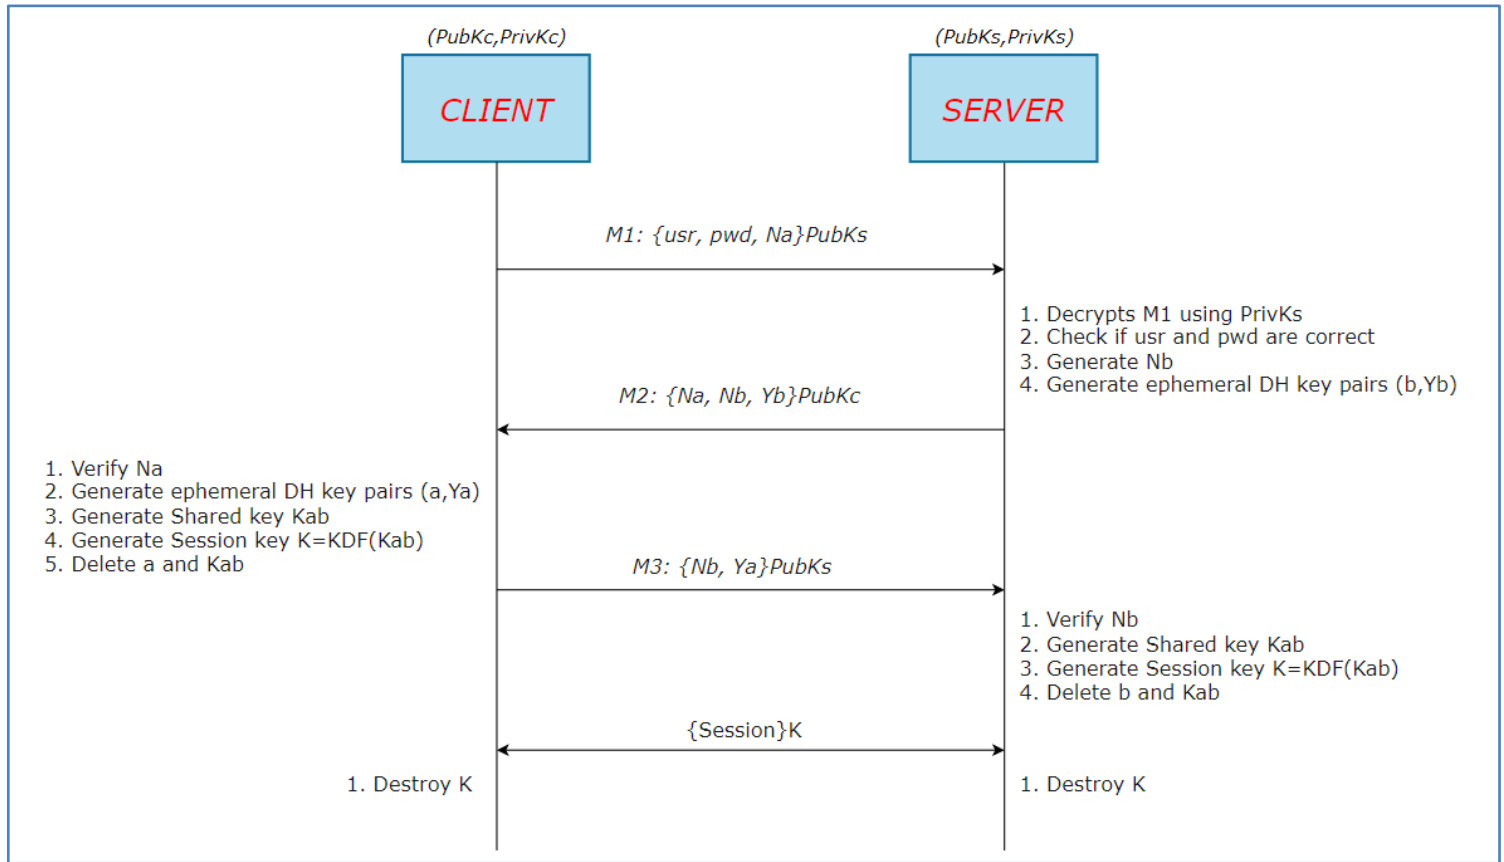 (PubKc,PrivKc)
(PubKs,PrivKs)
CLIENT
SERVER
M1: {usr, pwd, Na}PubKs
1. Decrypts M1 using PrivKs
2. Check if usr and pwd are correct
3. Generate Nb
4. Generate ephemeral DH key pairs (b,Yb)
M2: {Na, Nb, Yb}PubKc
1. Verify Na
2. Generate ephemeral DH key pairs (a,Ya)
3. Generate Shared key Kab
4. Generate Session key K=KDF(Kab)
5. Delete a and Kab
M3: {Nb, Ya}PubKs
1. Verify Nb
2. Generate Shared key Kab
3. Generate Session key K=KDF(Kab)
4. Delete b and Kab
{Session}K
1. Destroy K
1. Destroy K